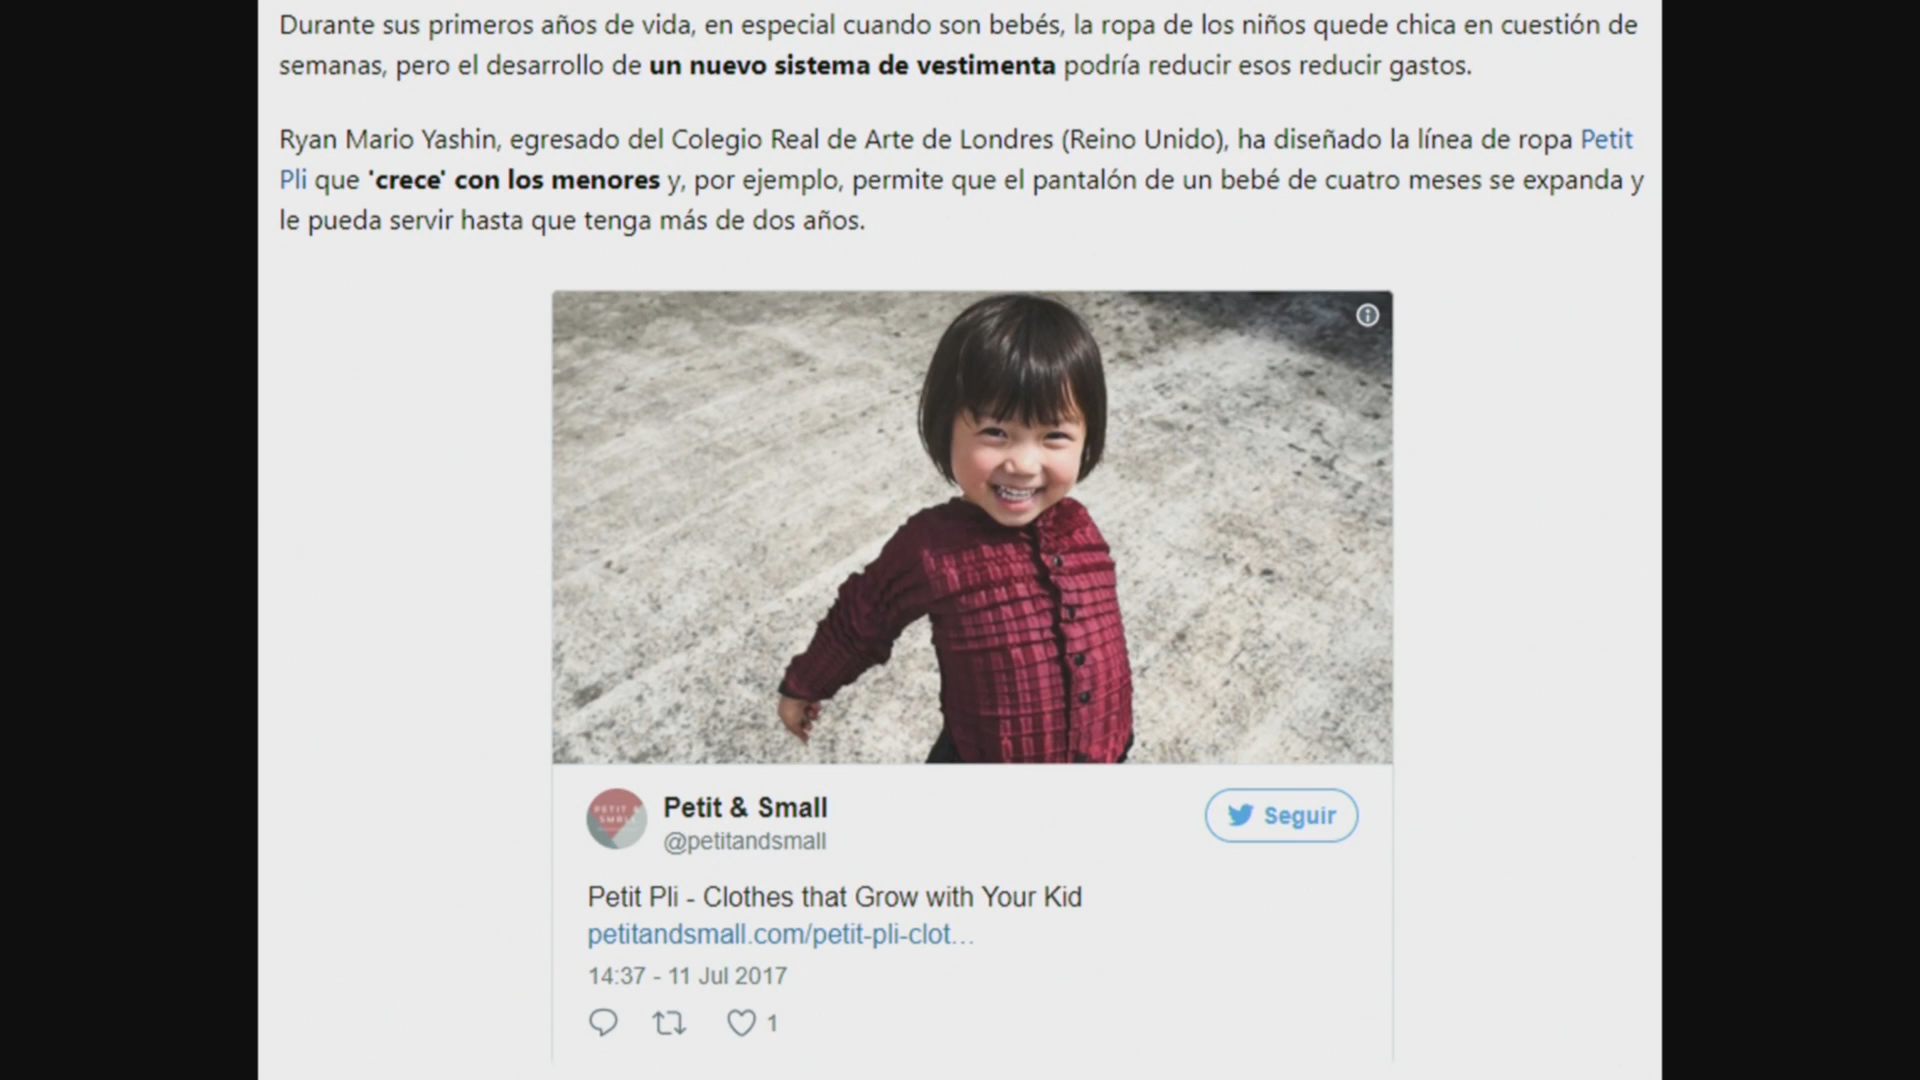 Durante sus primeros años de vida, en especial cuando son bebés, la ropa de los niños quede chica en cuestión de
semanas, pero el desarrollo de un nuevo sistema de vestimenta podría reducir esos reducir gastos.
Ryan Mario Yashin, egresado del Colegio Real de Arte de Londres (Reino Unido), ha diseñado la línea de ropa Petit
Pli que 'crece' con los menores y, por ejemplo, permite que el pantalón de un bebé de cuatro meses se expanda y
le pueda servir hasta que tenga más de dos años.
PETIT &
SMALL
Petit & Small
@petitandsmall
Seguir
Petit Pli - Clothes that Grow with Your Kid
petitandsmall.com/petit-pli-clot...
14:37 - 11 Jul 2017
1